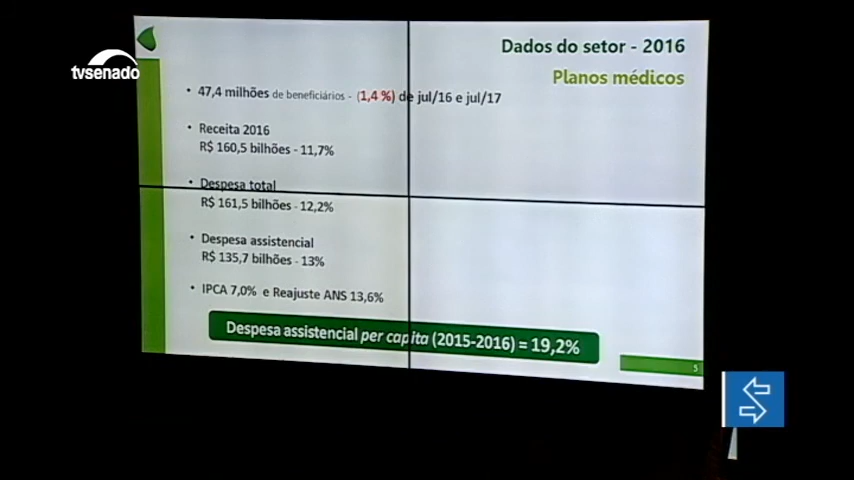 tvsenado
Dados do setor - 2016
Planos médicos
• 47,4 milhões de beneficiários - (1,4 %) de jul/16 e jul/17
• Receita 2016
R$ 160,5 bilhões - 11,7%
• Despesa total
R$ 161,5 bilhões - 12,2%
• Despesa assistencial
R$ 135,7 bilhões - 13%
• IPCA 7,0% e Reajuste ANS 13,6%
Despesa assistencial per capita (2015-2016) = 19,2%
5